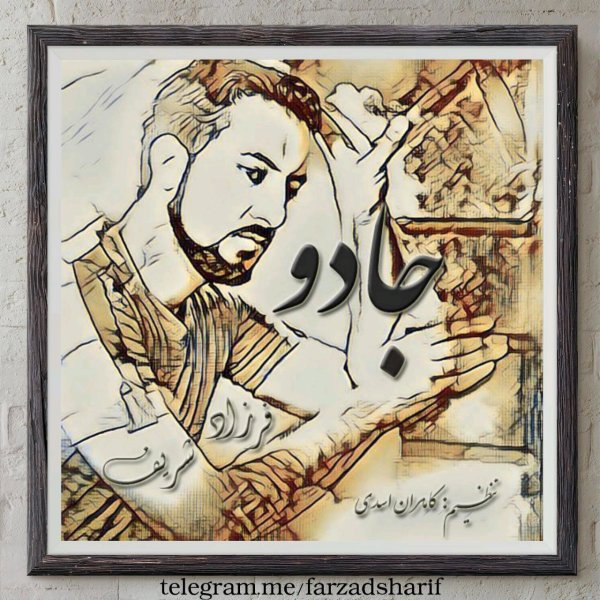 جادو
فرزاد
شریف
تنظیم: کامران اسدی
telegram.me/farzadsharif